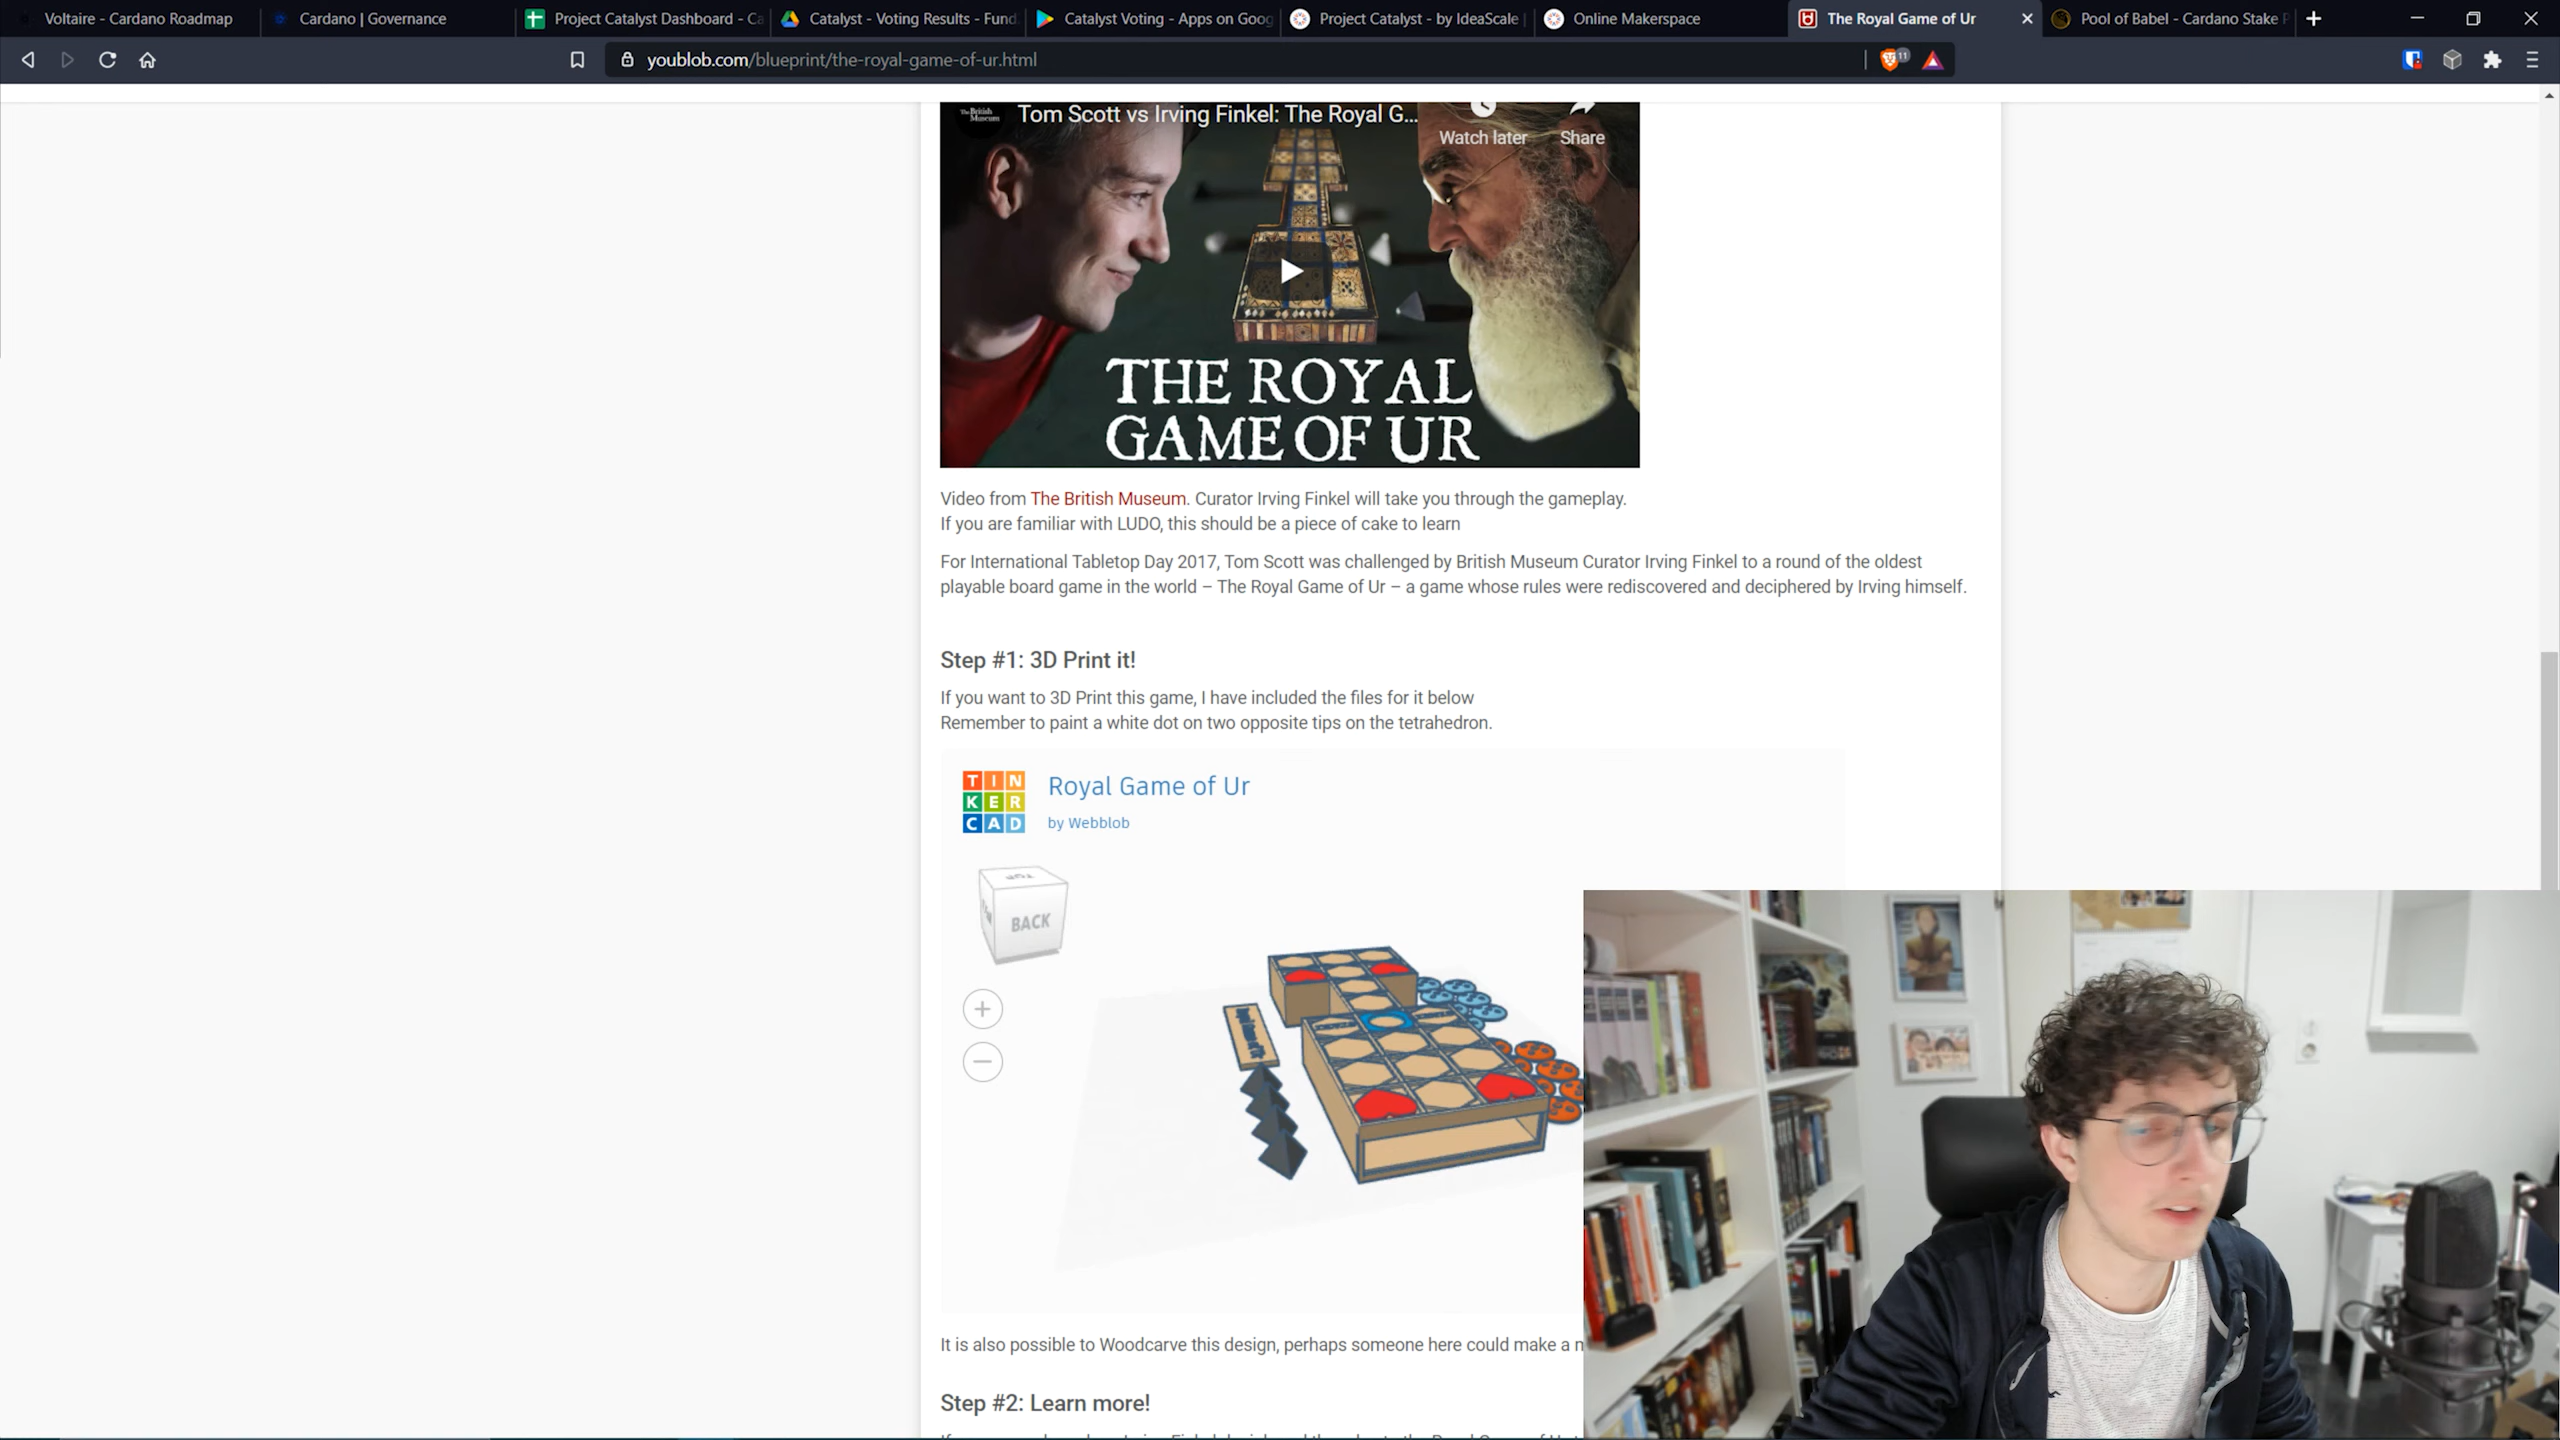 Voltaire - Cardano Roadmap
Cardano | Governance
Project Catalyst Dashboard - Ca
Catalyst - Voting Results - Fund
Catalyst Voting - Apps on Goog
Project Catalyst - by IdeaScale |
Online Makerspace
The Royal Game of Ur
Pool of Babel - Cardano Stake P
youblob.com/blueprint/the-royal-game-of-ur.html
11
The British
Museum
Tom Scott vs Irving Finkel: The Royal G...
Watch later
Share
THE ROYAL
GAME OF UR
Video from The British Museum. Curator Irving Finkel will take you through the gameplay.
If you are familiar with LUDO, this should be a piece of cake to learn
For International Tabletop Day 2017, Tom Scott was challenged by British Museum Curator Irving Finkel to a round of the oldest
playable board game in the world – The Royal Game of Ur – a game whose rules were rediscovered and deciphered by Irving himself.
Step #1: 3D Print it!
If you want to 3D Print this game, I have included the files for it below
Remember to paint a white dot on two opposite tips on the tetrahedron.
TIN
KER
CAD
Royal Game of Ur
by Webblob
TOP
BACK
It is also possible to Woodcarve this design, perhaps someone here could make a n
Step #2: Learn more!